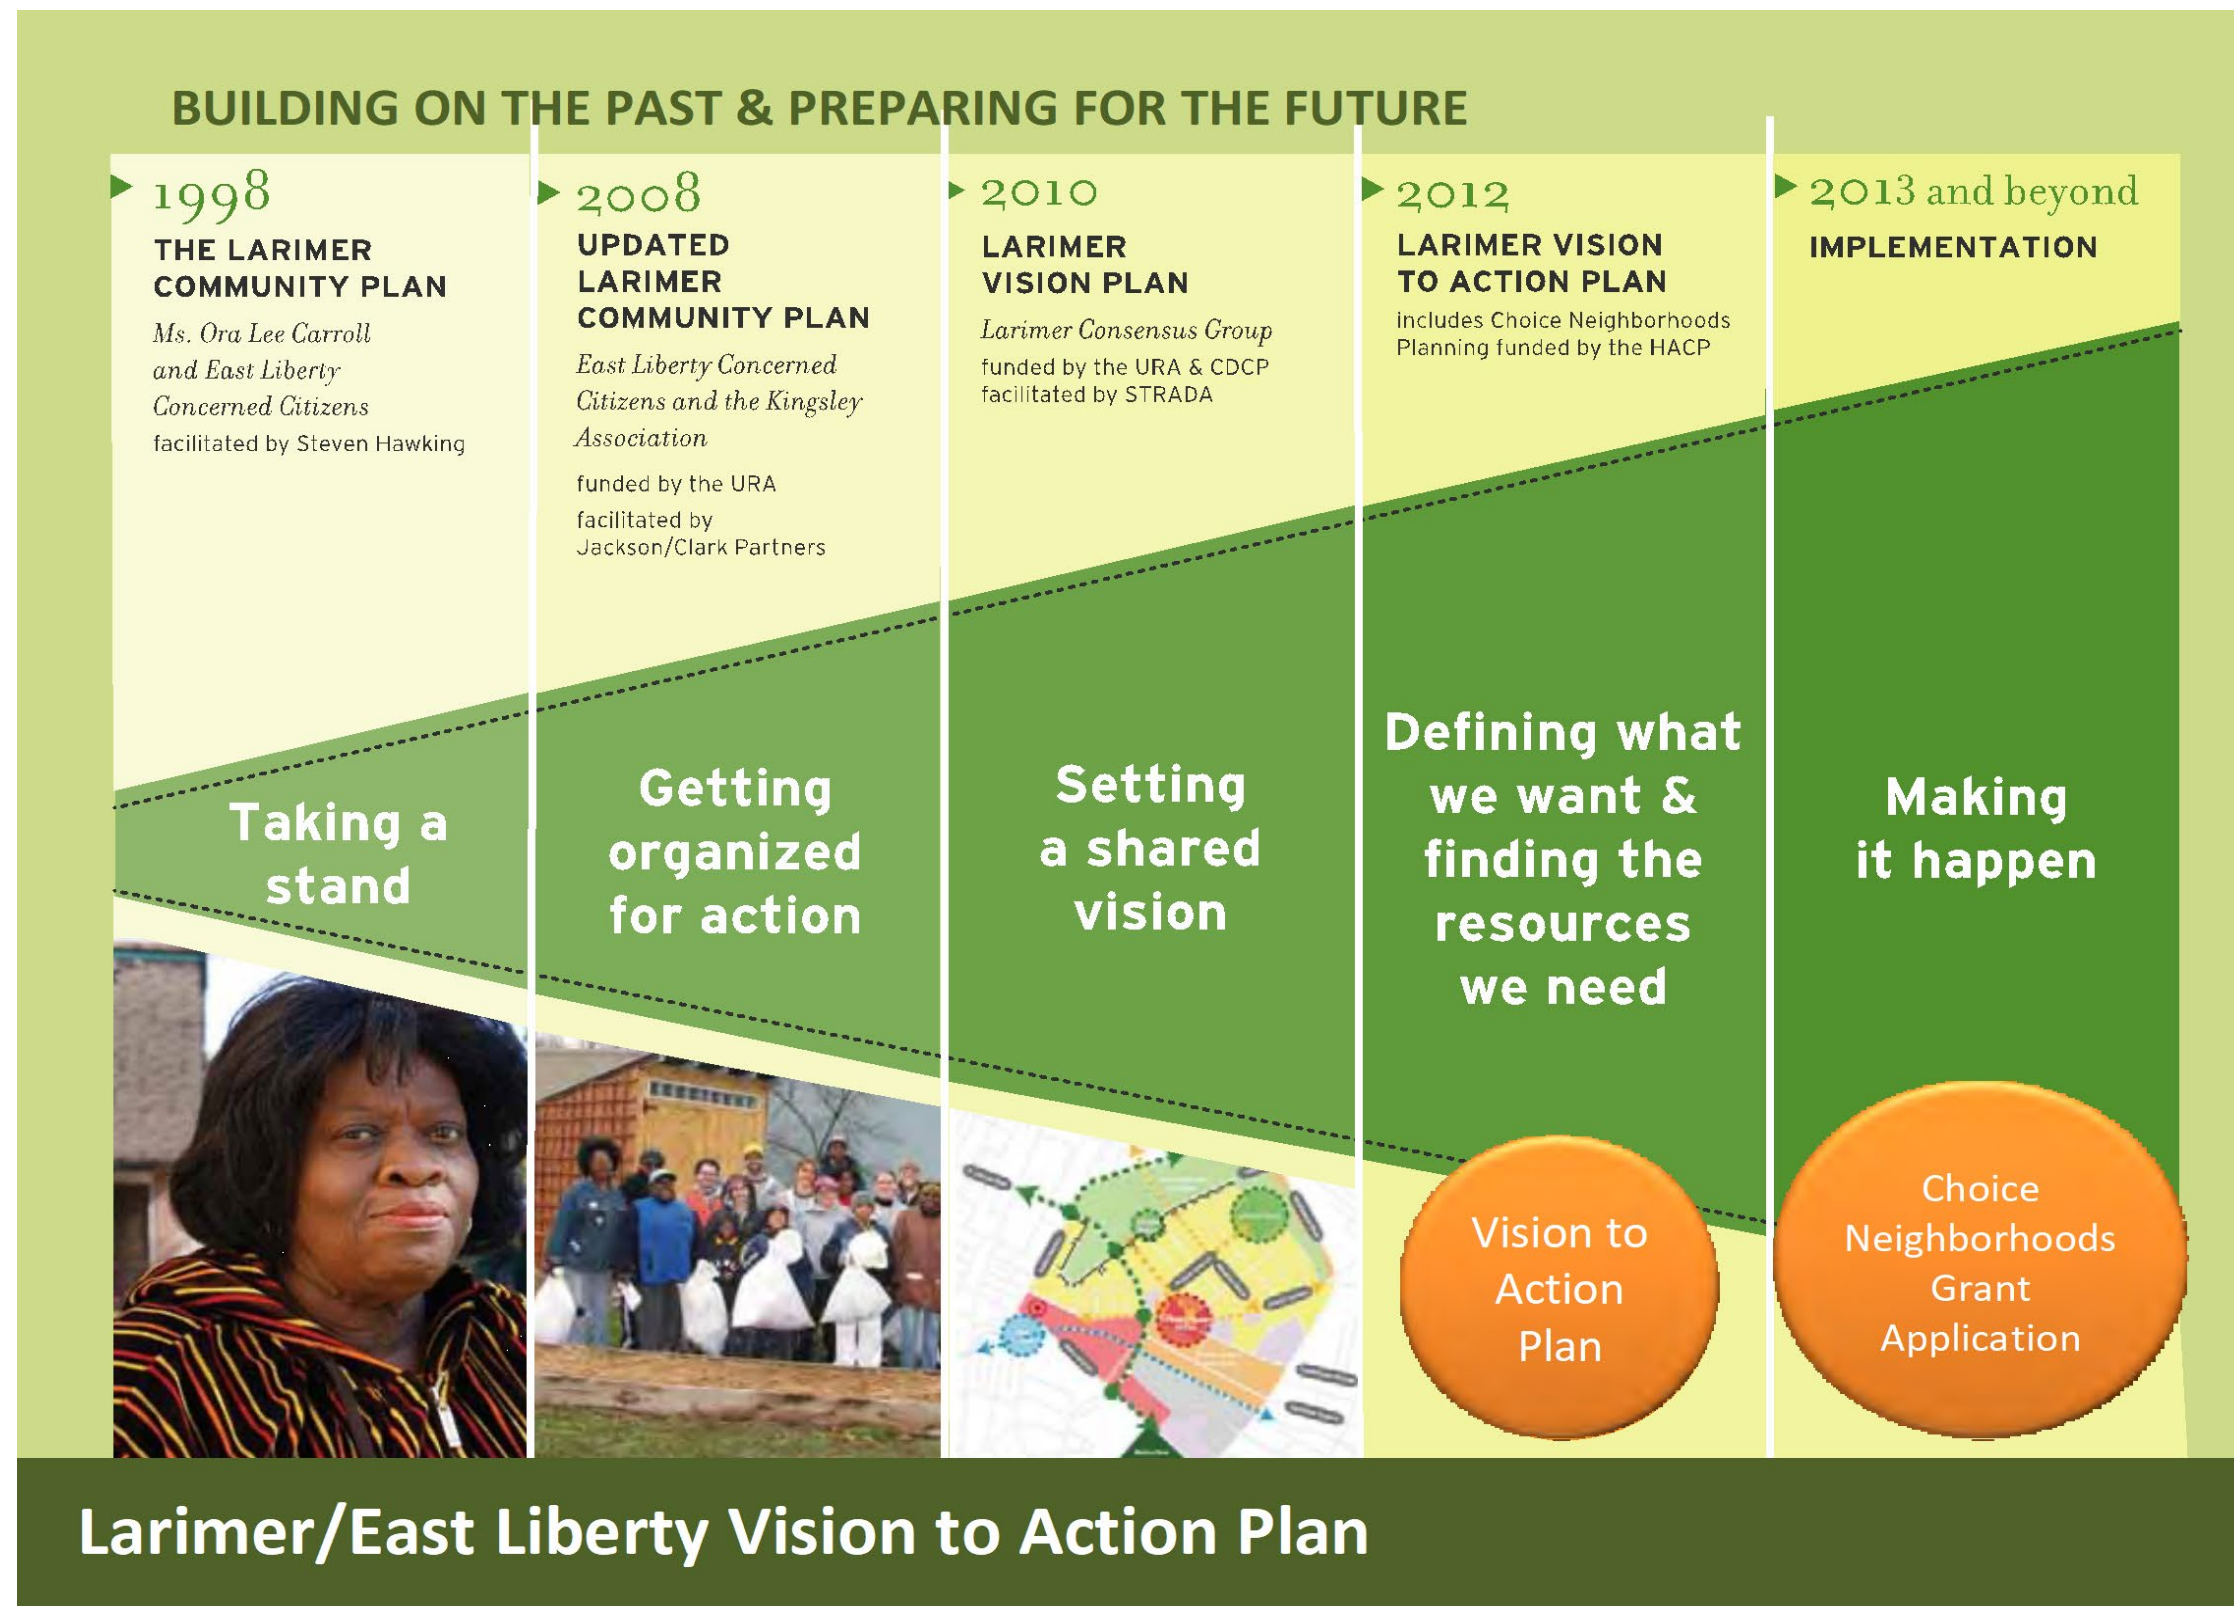 BUILDING ON THE PAST & PREPARING FOR THE FUTURE
1998
THE LARIMER
COMMUNITY PLAN
Ms. Ora Lee Carroll
and East Liberty
Concerned Citizens
facilitated by Steven Hawking
2008
UPDATED
LARIMER
COMMUNITY PLAN
East Liberty Concerned
Citizens and the Kingsley
Association
funded by the URA
facilitated by
Jackson/Clark Partners
2010
LARIMER
VISION PLAN
Larimer Consensus Group
funded by the URA & CDCP
facilitated by STRADA
2012
LARIMER VISION
TO ACTION PLAN
includes Choice Neighborhoods
Planning funded by the HACP
2013 and beyond
IMPLEMENTATION
Taking a
stand
Getting
organized
for action
Setting
a shared
vision
Defining what
we want &
finding the
resources
we need
Making
it happen
Vision to
Action
Plan
Choice
Neighborhoods
Grant
Application
Larimer/East Liberty Vision to Action Plan